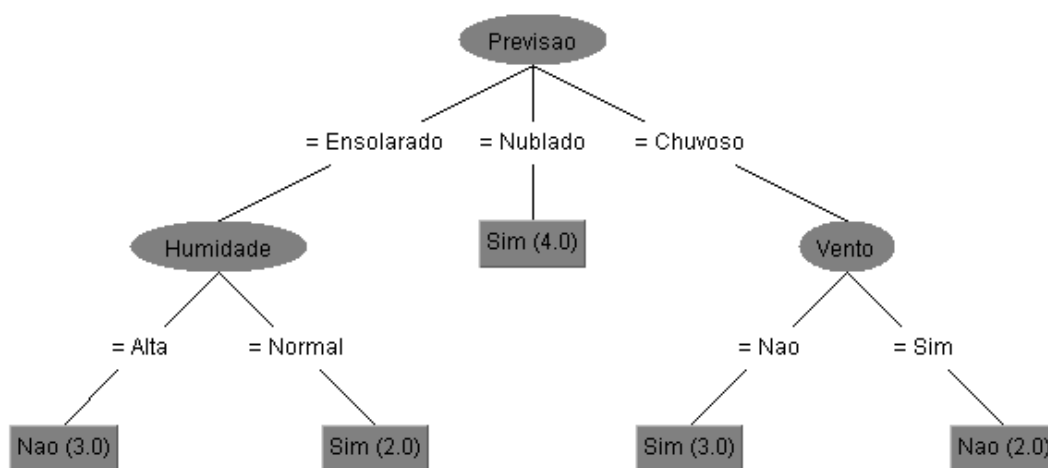 Previsao
= Ensolarado
= Nublado
= Chuvoso
Humidade
Sim (4.0)
Vento
= Alta
= Normal
= Nao
= Sim
Nao (3.0)
Sim (2.0)
Sim (3.0)
Nao (2.0)